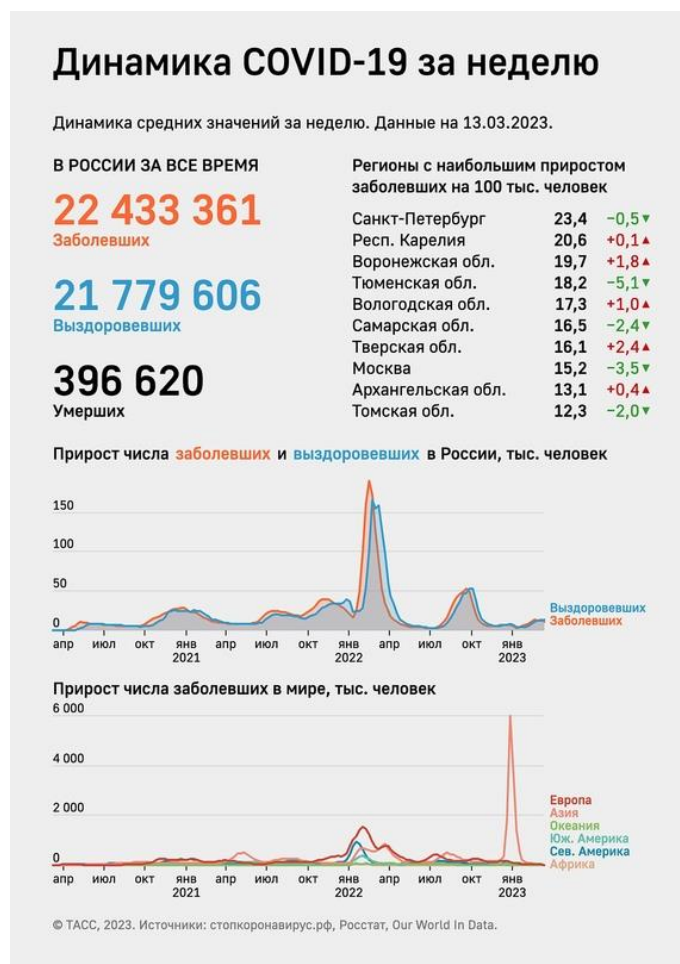 Динамика COVID-19 за неделю
Динамика средних значений за неделю. Данные на 13.03.2023.
В РОССИИ ЗА ВСЕ ВРЕМЯ
22 433 361
Заболевших
21 779 606
Выздоровевших
396 620
Умерших
Регионы с наибольшим приростом
заболевших на 100 тыс. человек
Санкт-Петербург 23,4 −0,5▼
Респ. Карелия 20,6 +0,1▲
Воронежская обл. 19,7 +1,8▲
Тюменская обл. 18,2 −5,1▼
Вологодская обл. 17,3 +1,0▲
Самарская обл. 16,5 −2,4▼
Тверская обл. 16,1 +2,4▲
Москва 15,2 −3,5▼
Архангельская обл. 13,1 +0,4▲
Томская обл. 12,3 −2,0▼
Прирост числа заболевших и выздоровевших в России, тыс. человек
150
100
50
0
Выздоровевших
Заболевших
апр июл окт янв апр июл окт янв апр июл окт янв
2021 2022 2023
Прирост числа заболевших в мире, тыс. человек
6 000
4 000
2 000
0
Европа
Азия
Океания
Юж. Америка
Сев. Америка
Африка
апр июл окт янв апр июл окт янв апр июл окт янв
2021 2022 2023
© ТАСС, 2023. Источники: стопкоронавирус.рф, Росстат, Our World In Data.